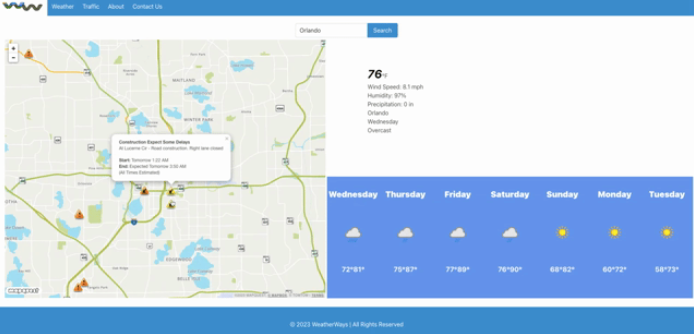 Weather Traffic About Contact Us
Orlando Search
+
−
MAITLAND
WINTER PARK
Construction Expect Some Delays
At Lucerne Cir - Road construction. Right lane closed.
Start: Tomorrow 1:22 AM
End: Expected Tomorrow 3:50 AM
(All Times Estimated)
EDGEWOOD
BELLE ISLE
mapquest
76°F
Wind Speed: 8.1 mph
Humidity: 97%
Precipitation: 0 in
Orlando
Wednesday
Overcast
Wednesday Thursday Friday Saturday Sunday Monday Tuesday
72°81° 75°87° 77°89° 76°90° 68°82° 60°72° 58°73°
© 2023 WeatherWays | All Rights Reserved